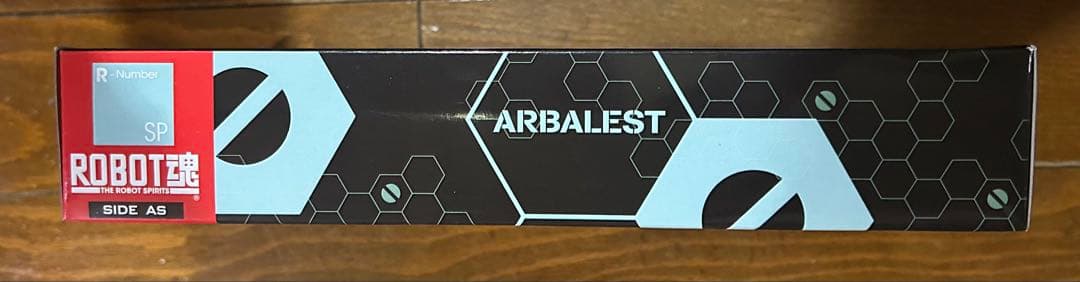 R-Number
SP
ROBOT魂
THE ROBOT SPIRITS
®
SIDE AS
ARBALEST